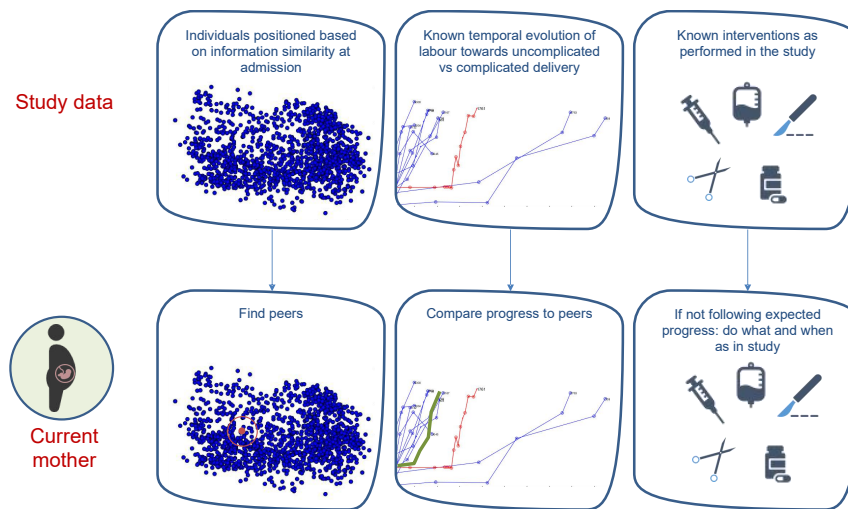 Individuals positioned based
on information similarity at
admission
Known temporal evolution of
labour towards uncomplicated
vs complicated delivery
Known interventions as
performed in the study
Study data
Find peers
Compare progress to peers
If not following expected
progress: do what and when
as in study
Current
mother